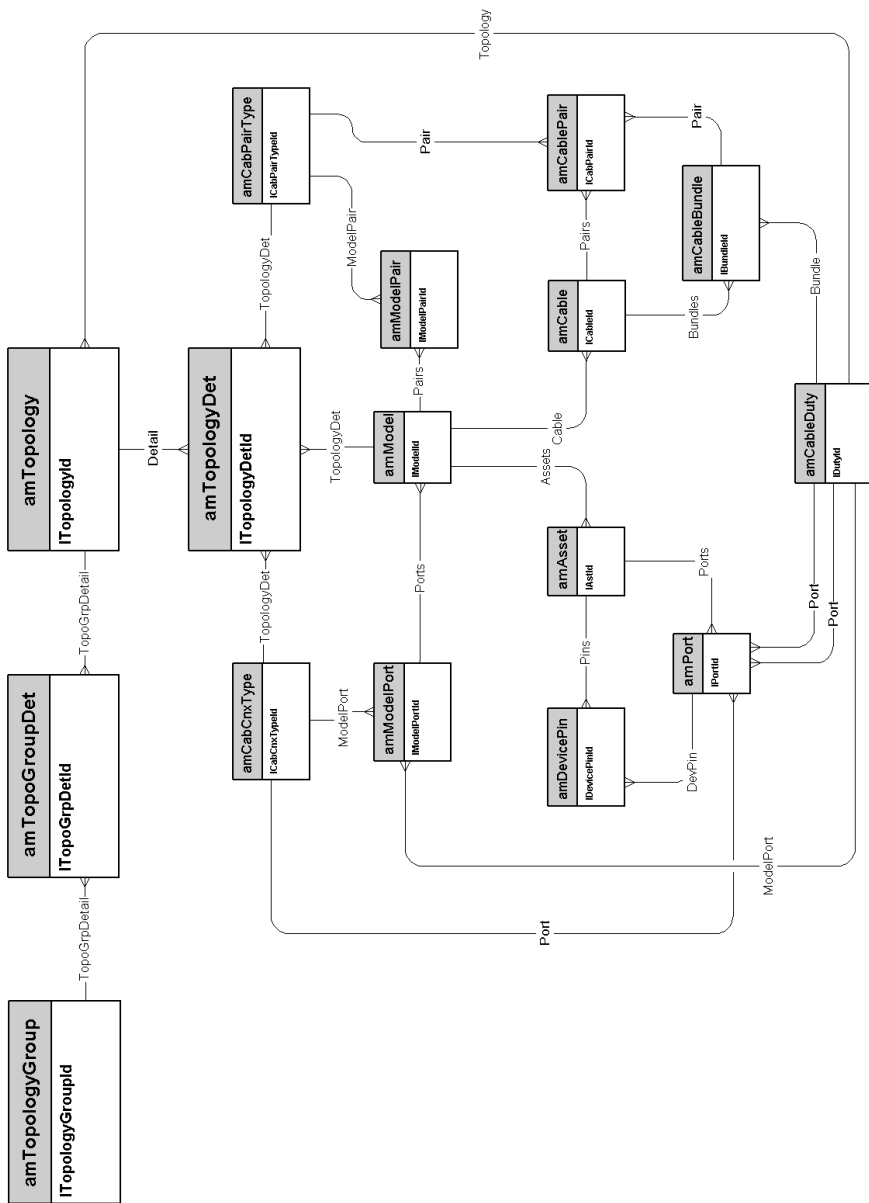 amTopologyGroup
lTopologyGroupId
TopoGrpDetail
amTopoGroupDet
lTopoGrpDetId
TopoGrpDetail
amTopology
lTopologyId
Topology
Detail
amCabCnxType
lCabCnxTypeId
TopologyDet
amTopologyDet
lTopologyDetId
TopologyDet
amCabPairType
lCabPairTypeId
ModelPort
TopologyDet
ModelPair
Pair
amModelPort
lModelPortId
Ports
amModel
lModelId
Pairs
amModelPair
lModelPairId
Port
Assets
Cable
amDevicePin
lDevicePinId
Pins
amAsset
lAstId
amCable
lCableId
Pairs
amCablePair
lCabPairId
DevPin
Ports
Bundles
Pair
amPort
lPortId
amCableBundle
lBundleId
ModelPort
Port
Port
Bundle
amCableDuty
lDutyId